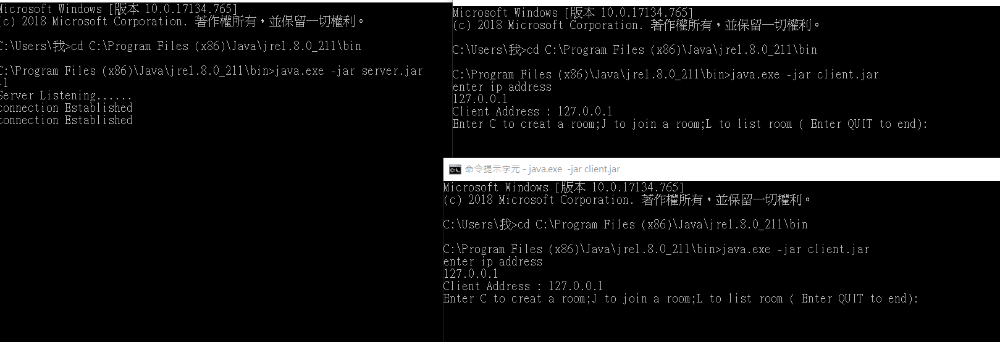 Microsoft Windows [版本 10.0.17134.765]
(c) 2018 Microsoft Corporation. 著作權所有，並保留一切權利。
C:\Users\我>cd C:\Program Files (x86)\Java\jre1.8.0_211\bin
C:\Program Files (x86)\Java\jre1.8.0_211\bin>java.exe -jar server.jar
-1
Server Listening......
connection Established
connection Established
Microsoft Windows [版本 10.0.17134.765]
(c) 2018 Microsoft Corporation. 著作權所有，並保留一切權利。
C:\Users\我>cd C:\Program Files (x86)\Java\jre1.8.0_211\bin
C:\Program Files (x86)\Java\jre1.8.0_211\bin>java.exe -jar client.jar
enter ip address
127.0.0.1
Client Address : 127.0.0.1
Enter C to creat a room;J to join a room;L to list room ( Enter QUIT to end):
命令提示字元 - java.exe  -jar client.jar
Microsoft Windows [版本 10.0.17134.765]
(c) 2018 Microsoft Corporation. 著作權所有，並保留一切權利。
C:\Users\我>cd C:\Program Files (x86)\Java\jre1.8.0_211\bin
C:\Program Files (x86)\Java\jre1.8.0_211\bin>java.exe -jar client.jar
enter ip address
127.0.0.1
Client Address : 127.0.0.1
Enter C to creat a room;J to join a room;L to list room ( Enter QUIT to end):